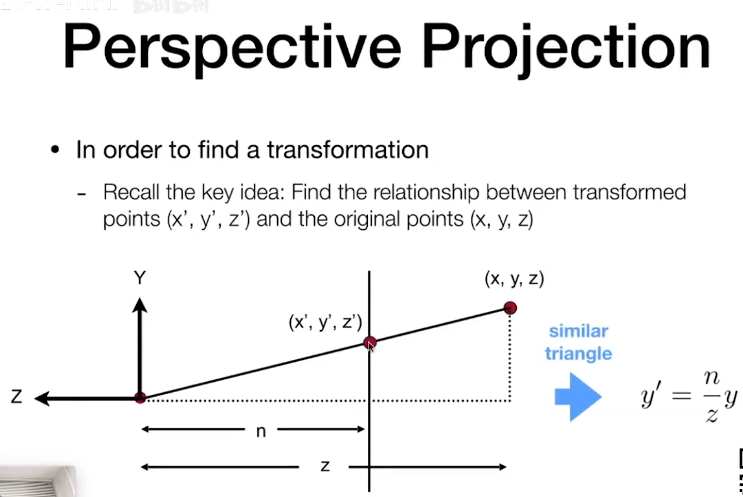 Perspective Projection
• In order to find a transformation
- Recall the key idea: Find the relationship between transformed
points (x’, y’, z’) and the original points (x, y, z)
Y
(x, y, z)
(x’, y’, z’)
similar
triangle
Z
y′ = n/z y
n
z